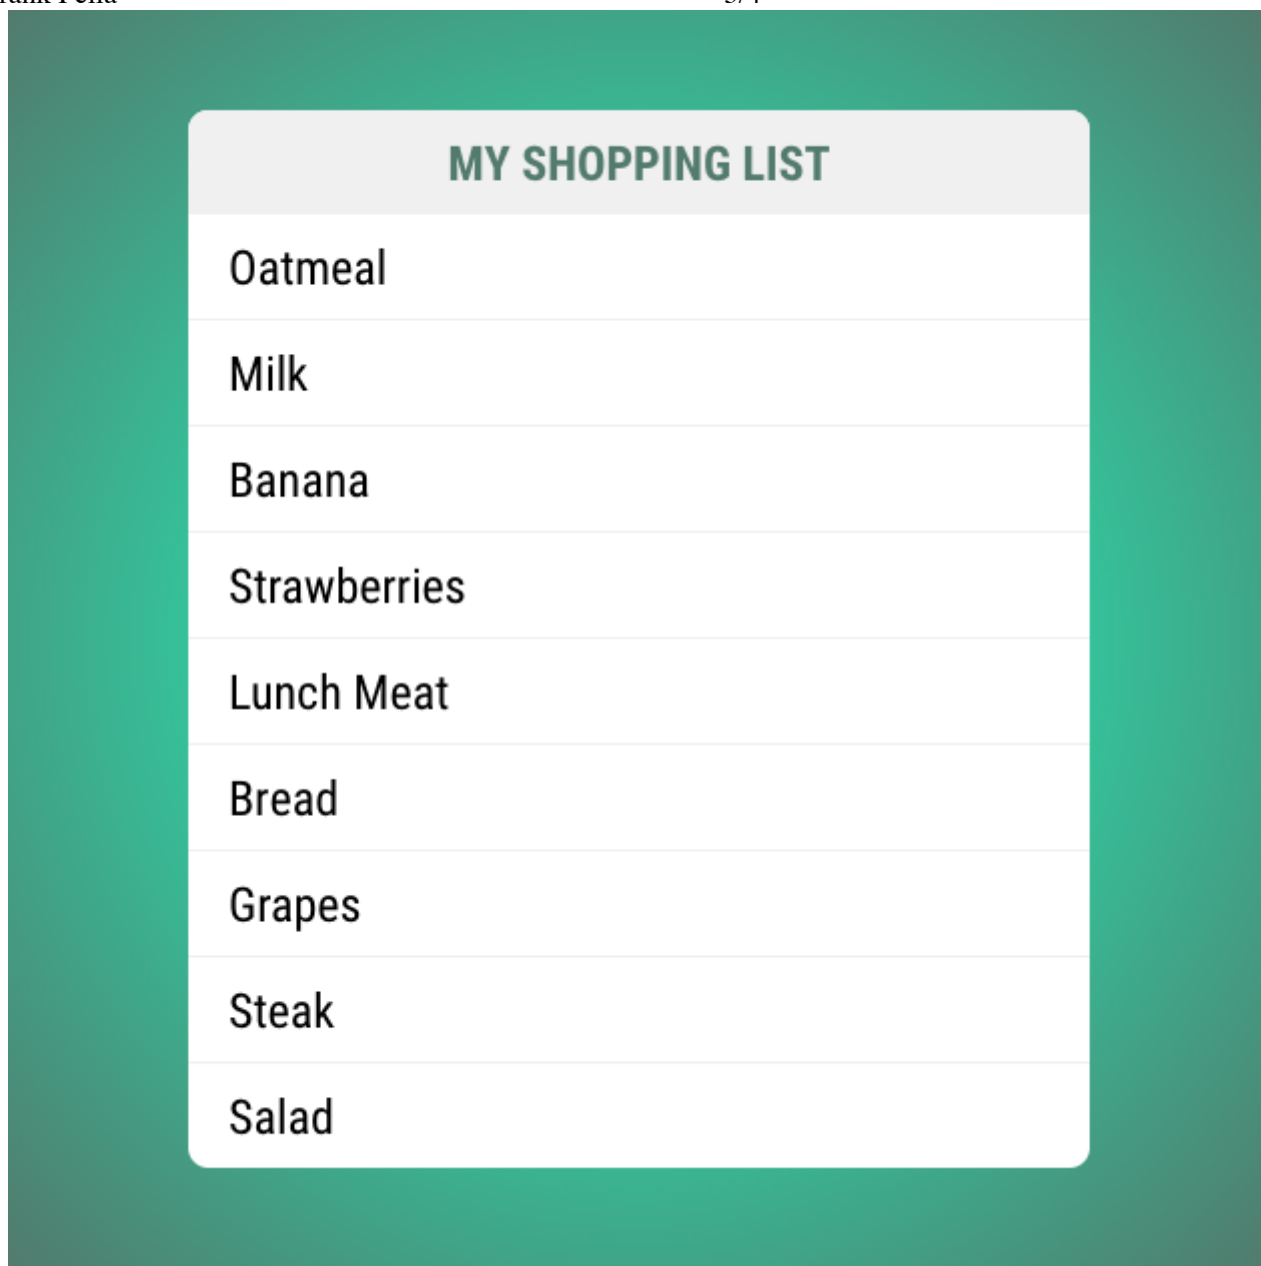 MY SHOPPING LIST
Oatmeal
Milk
Banana
Strawberries
Lunch Meat
Bread
Grapes
Steak
Salad